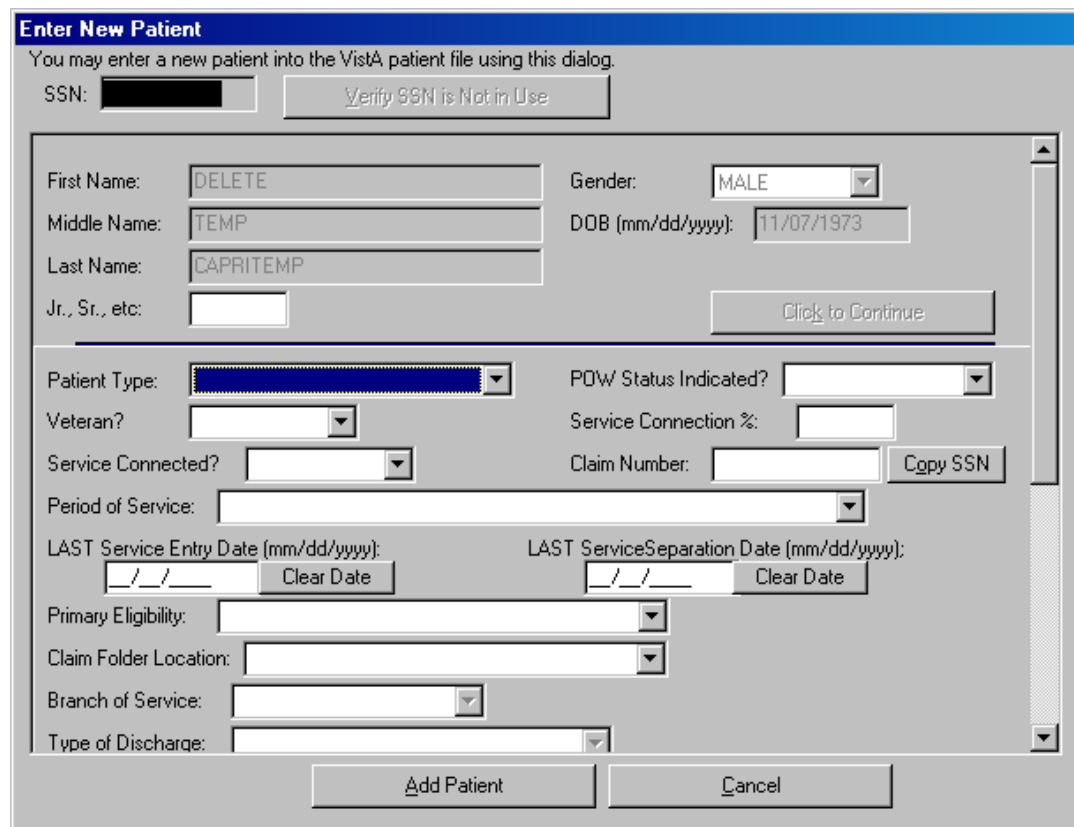 Enter New Patient
You may enter a new patient into the VistA patient file using this dialog.
SSN: Verify SSN is Not in Use
First Name: DELETE Gender: MALE
Middle Name: TEMP DOB (mm/dd/yyyy): 11/07/1973
Last Name: CAPRITEMP
Jr., Sr., etc: Click to Continue
Patient Type: POW Status Indicated?
Veteran? Service Connection %:
Service Connected? Claim Number: Copy SSN
Period of Service:
LAST Service Entry Date (mm/dd/yyyy): LAST ServiceSeparation Date (mm/dd/yyyy):
__/__/____ Clear Date __/__/____ Clear Date
Primary Eligibility:
Claim Folder Location:
Branch of Service:
Type of Discharge:
Add Patient Cancel